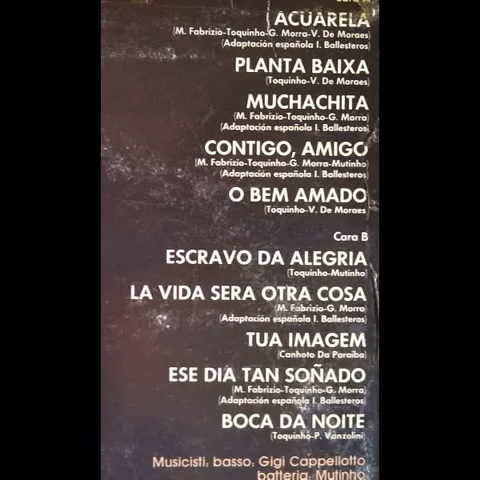 Cara A
ACUARELA
(M. Fabrizio-Toquinho-G. Morra-V. De Moraes)
(Adaptación española I. Ballesteros)
PLANTA BAIXA
(Toquinho-V. De Moraes)
MUCHACHITA
(M. Fabrizio-Toquinho-G. Morra)
(Adaptación española I. Ballesteros)
CONTIGO, AMIGO
(M. Fabrizio-Toquinho-G. Morra-Mutinho)
(Adaptación española I. Ballesteros)
O BEM AMADO
(Toquinho-V. De Moraes)
Cara B
ESCRAVO DA ALEGRIA
(Toquinho-Mutinho)
LA VIDA SERA OTRA COSA
(M. Fabrizio-G. Morra)
(Adaptación española I. Ballesteros)
TUA IMAGEM
(Canhoto Da Paraiba)
ESE DIA TAN SOÑADO
(M. Fabrizio-Toquinho-G. Morra)
(Adaptación española I. Ballesteros)
BOCA DA NOITE
(Toquinho-P. Vanzolini)
Musicisti: basso: Gigi Cappellotto
batteria: Mutinho